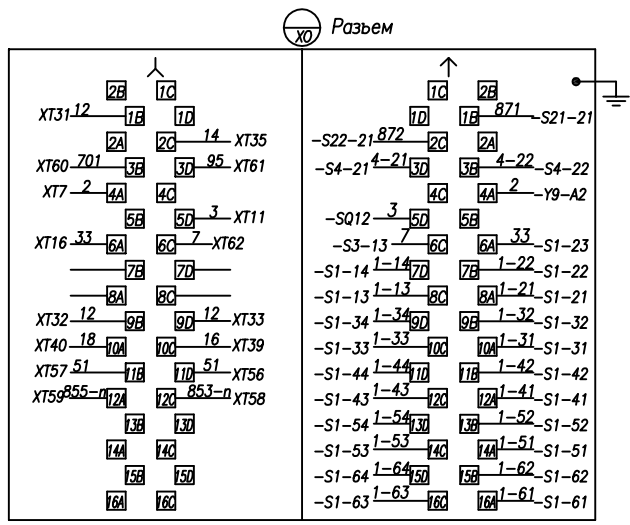 X0 Разъем
2B 1C 1C 2B
XT31 12 1B 1D 1D 1B 871 -S21-21
2A 2C 14 XT35 -S22-21 872 2C 2A
XT60 701 3B 3D 95 XT61 -S4-21 4-21 3D 3B 4-22 -S4-22
XT7 2 4A 4C 4C 4A 2 -Y9-A2
5B 5D 3 XT11 -SQ12 3 5D 5B
XT16 33 6A 6C 7 XT62 -S3-13 7 6C 6A 33 -S1-23
7B 7D -S1-14 1-14 7D 7B 1-22 -S1-22
8A 8C -S1-13 1-13 8C 8A 1-21 -S1-21
XT32 12 9B 9D 12 XT33 -S1-34 1-34 9D 9B 1-32 -S1-32
XT40 18 10A 10C 16 XT39 -S1-33 1-33 10C 10A 1-31 -S1-31
XT57 51 11B 11D 51 XT56 -S1-44 1-44 11D 11B 1-42 -S1-42
XT59 855-п 12A 12C 853-п XT58 -S1-43 1-43 12C 12A 1-41 -S1-41
13B 13D -S1-54 1-54 13D 13B 1-52 -S1-52
14A 14C -S1-53 1-53 14C 14A 1-51 -S1-51
15B 15D -S1-64 1-64 15D 15B 1-62 -S1-62
16A 16C -S1-63 1-63 16C 16A 1-61 -S1-61